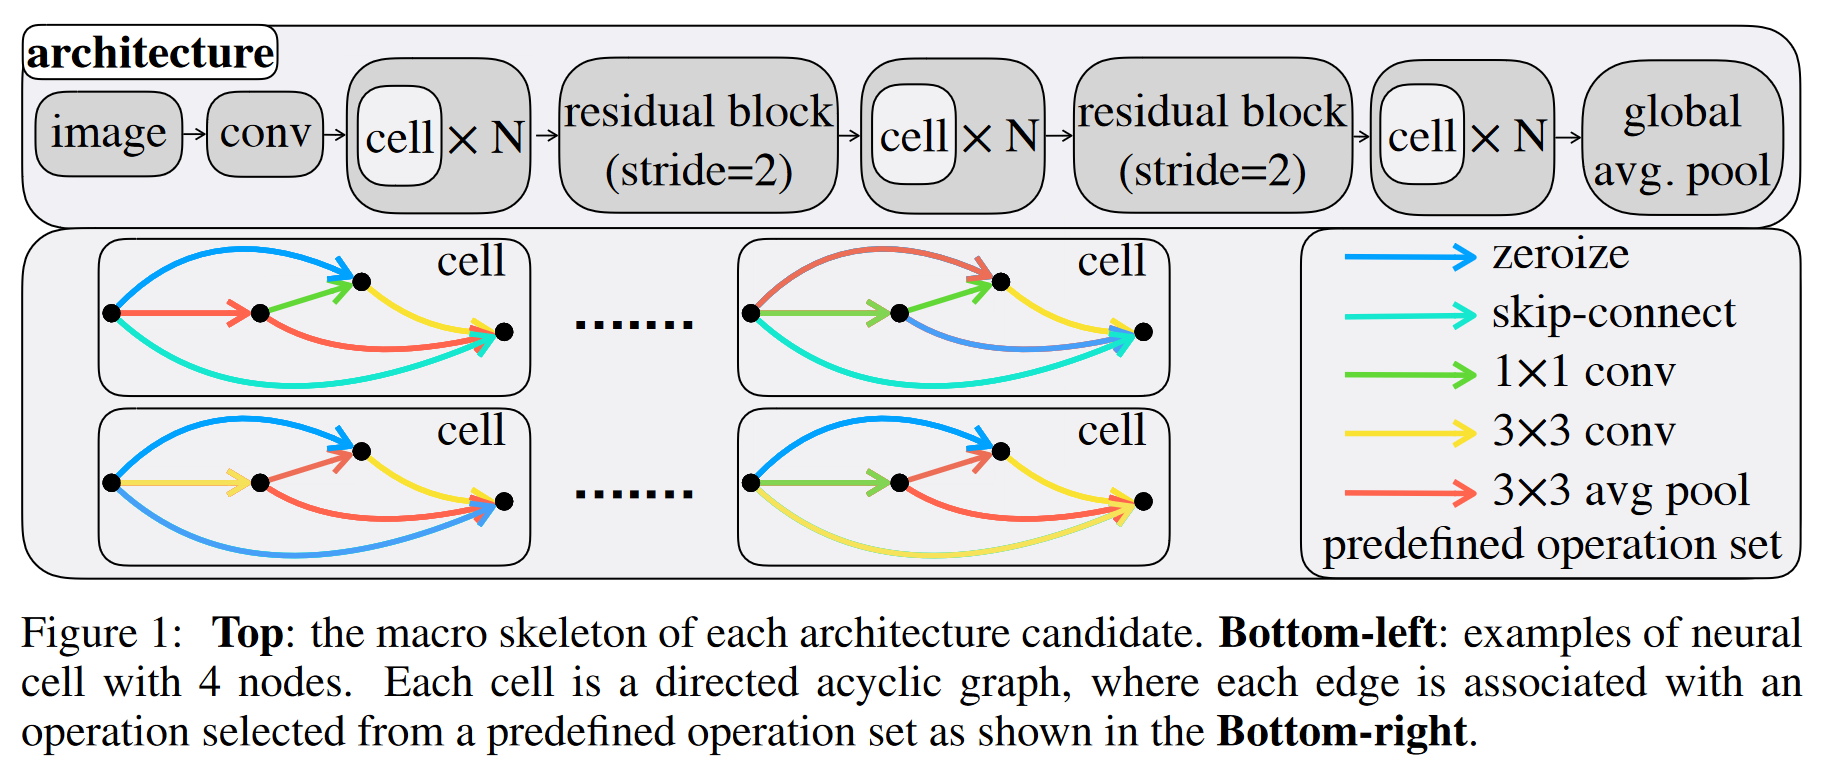 architecture
image
conv
cell × N
residual block
(stride=2)
cell × N
residual block
(stride=2)
cell × N
global
avg. pool
cell
.......
cell
cell
.......
cell
zeroize
skip-connect
1×1 conv
3×3 conv
3×3 avg pool
predefined operation set
Figure 1: Top: the macro skeleton of each architecture candidate. Bottom-left: examples of neural
cell with 4 nodes. Each cell is a directed acyclic graph, where each edge is associated with an
operation selected from a predefined operation set as shown in the Bottom-right.